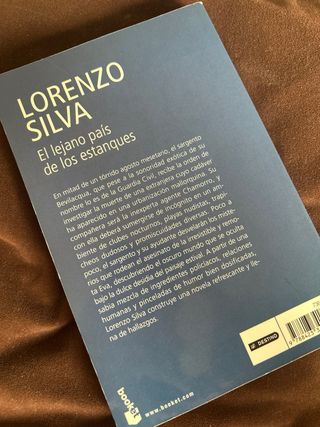 LORENZO
SILVA
El lejano país
de los estanques
En mitad de un tórrido agosto mesetario, el sargento
Bevilacqua, que pese a la sonoridad exótica de su
nombre lo es de la Guardia Civil, recibe la orden de
investigar la muerte de una extranjera cuyo cadáver
ha aparecido en una urbanización mallorquina. Su
compañera será la inexperta agente Chamorro, y
con ella deberá sumergirse de incógnito en un am-
biente de clubes nocturnos, playas nudistas, trapi-
cheos dudosos y promiscuidades diversas. Poco a
poco, el sargento y su ayudante desvelarán los miste-
rios que rodean el asesinato de la irresistible y remo-
ta Eva, descubriendo el oscuro mundo que se oculta
bajo la dulce desidia del paisaje estival. A partir de una
sabia mezcla de ingredientes policíacos, relaciones
humanas y pinceladas de humor bien dosificadas,
Lorenzo Silva construye una novela refrescante y lle-
na de hallazgos.
booket
www.booket.com
DESTINO